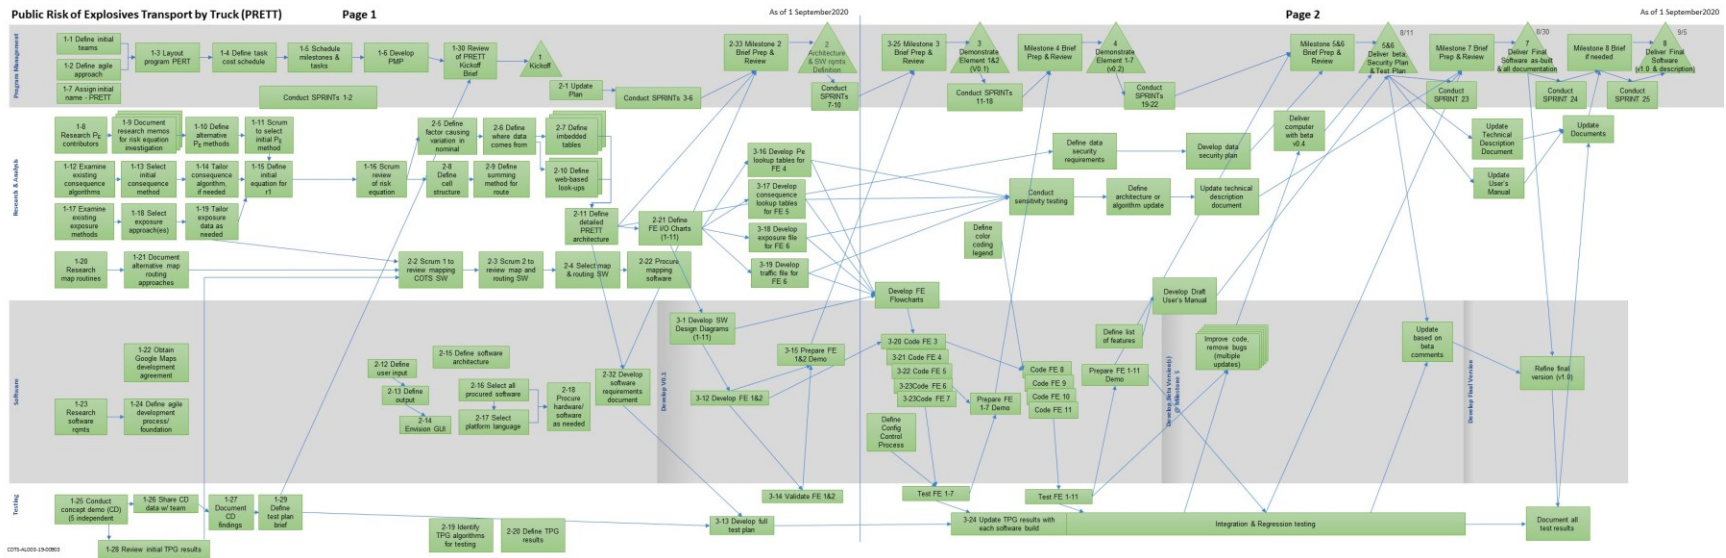 Public Risk of Explosives Transport by Truck (PRETT)
Page 1
As of 1 September2020
Page 2
As of 1 September2020
Program Management
1-1 Define initial
teams
1-2 Define agile
approach
1-7 Assign initial
name - PRETT
1-3 Layout
program PERT
1-4 Define task
cost schedule
1-5 Schedule
milestones &
tasks
1-6 Develop
PMP
1-30 Review
of PRETT
Kickoff
Brief
1
Kickoff
Conduct SPRINTs 1-2
2-1 Update
Plan
Conduct SPRINTs 3-6
2-33 Milestone 2
Brief Prep &
Review
2
Architecture
& SW rqmts
Definition
Conduct
SPRINTs
7-10
3-25 Milestone 3
Brief Prep &
Review
3
Demonstrate
Element 1&2
(V0.1)
Conduct SPRINTs
11-18
Milestone 4 Brief
Prep & Review
4
Demonstrate
Element 1-7
(v0.2)
Conduct
SPRINTs
19-22
Milestone 5&6
Brief Prep &
Review
8/11
5&6
Deliver beta,
Security Plan
& Test Plan
Conduct
SPRINT 23
Milestone 7 Brief
Prep & Review
8/30
7
Deliver Final
Software as-built
& all documentation
Conduct
SPRINT 24
Milestone 8 Brief
if needed
Conduct
SPRINT 25
9/5
8
Deliver Final
Software
(v1.0 & description)
Research & Analysis
1-8
Research PE
contributors
1-9 Document
research memos
for risk equation
investigation
1-10 Define
alternative
PE methods
1-11 Scrum
to select
initial PE
method
1-12 Examine
existing
consequence
algorithms
1-13 Select
initial
consequence
method
1-14 Tailor
consequence
algorithm,
if needed
1-15 Define
initial
equation for
r1
1-16 Scrum
review
of risk
equation
1-17 Examine
existing
exposure
methods
1-18 Select
exposure
approach(es)
1-19 Tailor
exposure
data as
needed
1-20
Research
map routines
1-21 Document
alternative map
routing
approaches
2-5 Define
factor causing
variation in
nominal
2-6 Define
where data
comes from
2-7
Define
imbedded
tables
2-8
Define cell
structure
2-9 Define
summing
method for
route
2-10 Define
web-based
look-ups
2-11 Define
detailed
PRETT
architecture
2-21 Define
FE I/O Charts
(1-11)
2-2 Scrum 1 to
review mapping
COTS SW
2-3 Scrum 2 to
review map and
routing SW
2-4 Select map
& routing SW
2-22 Procure
mapping
software
3-16 Develop Pe
lookup tables for
FE 4
3-17 Develop
consequence
lookup tables
for FE 5
3-18 Develop
exposure file
for FE 6
3-19 Develop
traffic file for
FE 6
Define data
security
requirements
Develop data
security plan
Conduct
sensitivity testing
Define
architecture or
algorithm update
Update technical
description
document
Define
color
coding
legend
Deliver
computer
with beta
v0.4
Update
Technical
Description
Document
Update
User's
Manual
Update
Documents
Develop FE
Flowcharts
Develop Draft
User's Manual
Software
1-22 Obtain
Google Maps
development
agreement
1-23
Research
software
rqmts
1-24 Define agile
development
process/
foundation
2-12 Define
user input
2-13 Define
output
2-14
Envision GUI
2-15 Define software
architecture
2-16 Select all
procured software
2-17 Select
platform language
2-18
Procure
hardware/
software
as needed
2-32 Develop
software
requirements
document
Develop V0.1
3-1 Develop SW
Design Diagrams
(1-11)
3-12 Develop FE 1&2
3-15 Prepare FE
1&2 Demo
3-20 Code FE 3
3-21 Code FE 4
3-22 Code FE 5
3-23Code FE 6
3-23Code FE 7
Define
Config
Control
Process
Prepare FE
1-7 Demo
Code FE 8
Code FE 9
Code FE 10
Code FE 11
Define list
of features
Prepare FE 1-11
Demo
Develop Beta Version(s)
@ Milestone 5
Improve code,
remove bugs
(multiple
updates)
Update
based on
beta
comments
Develop Final Version
Refine final
version (v1.0)
Testing
1-25 Conduct
concept demo (CD)
(5 independent
1-26 Share CD
data w/ team
1-27
Document
CD
findings
1-29
Define
test plan
brief
1-28 Review initial TPG results
2-19 Identify
TPG algorithms
for testing
2-20 Define TPG
results
3-13 Develop full
test plan
3-14 Validate FE 1&2
Test FE 1-7
3-24 Update TPG results with
each software build
Test FE 1-11
Integration & Regression testing
Document all
test results